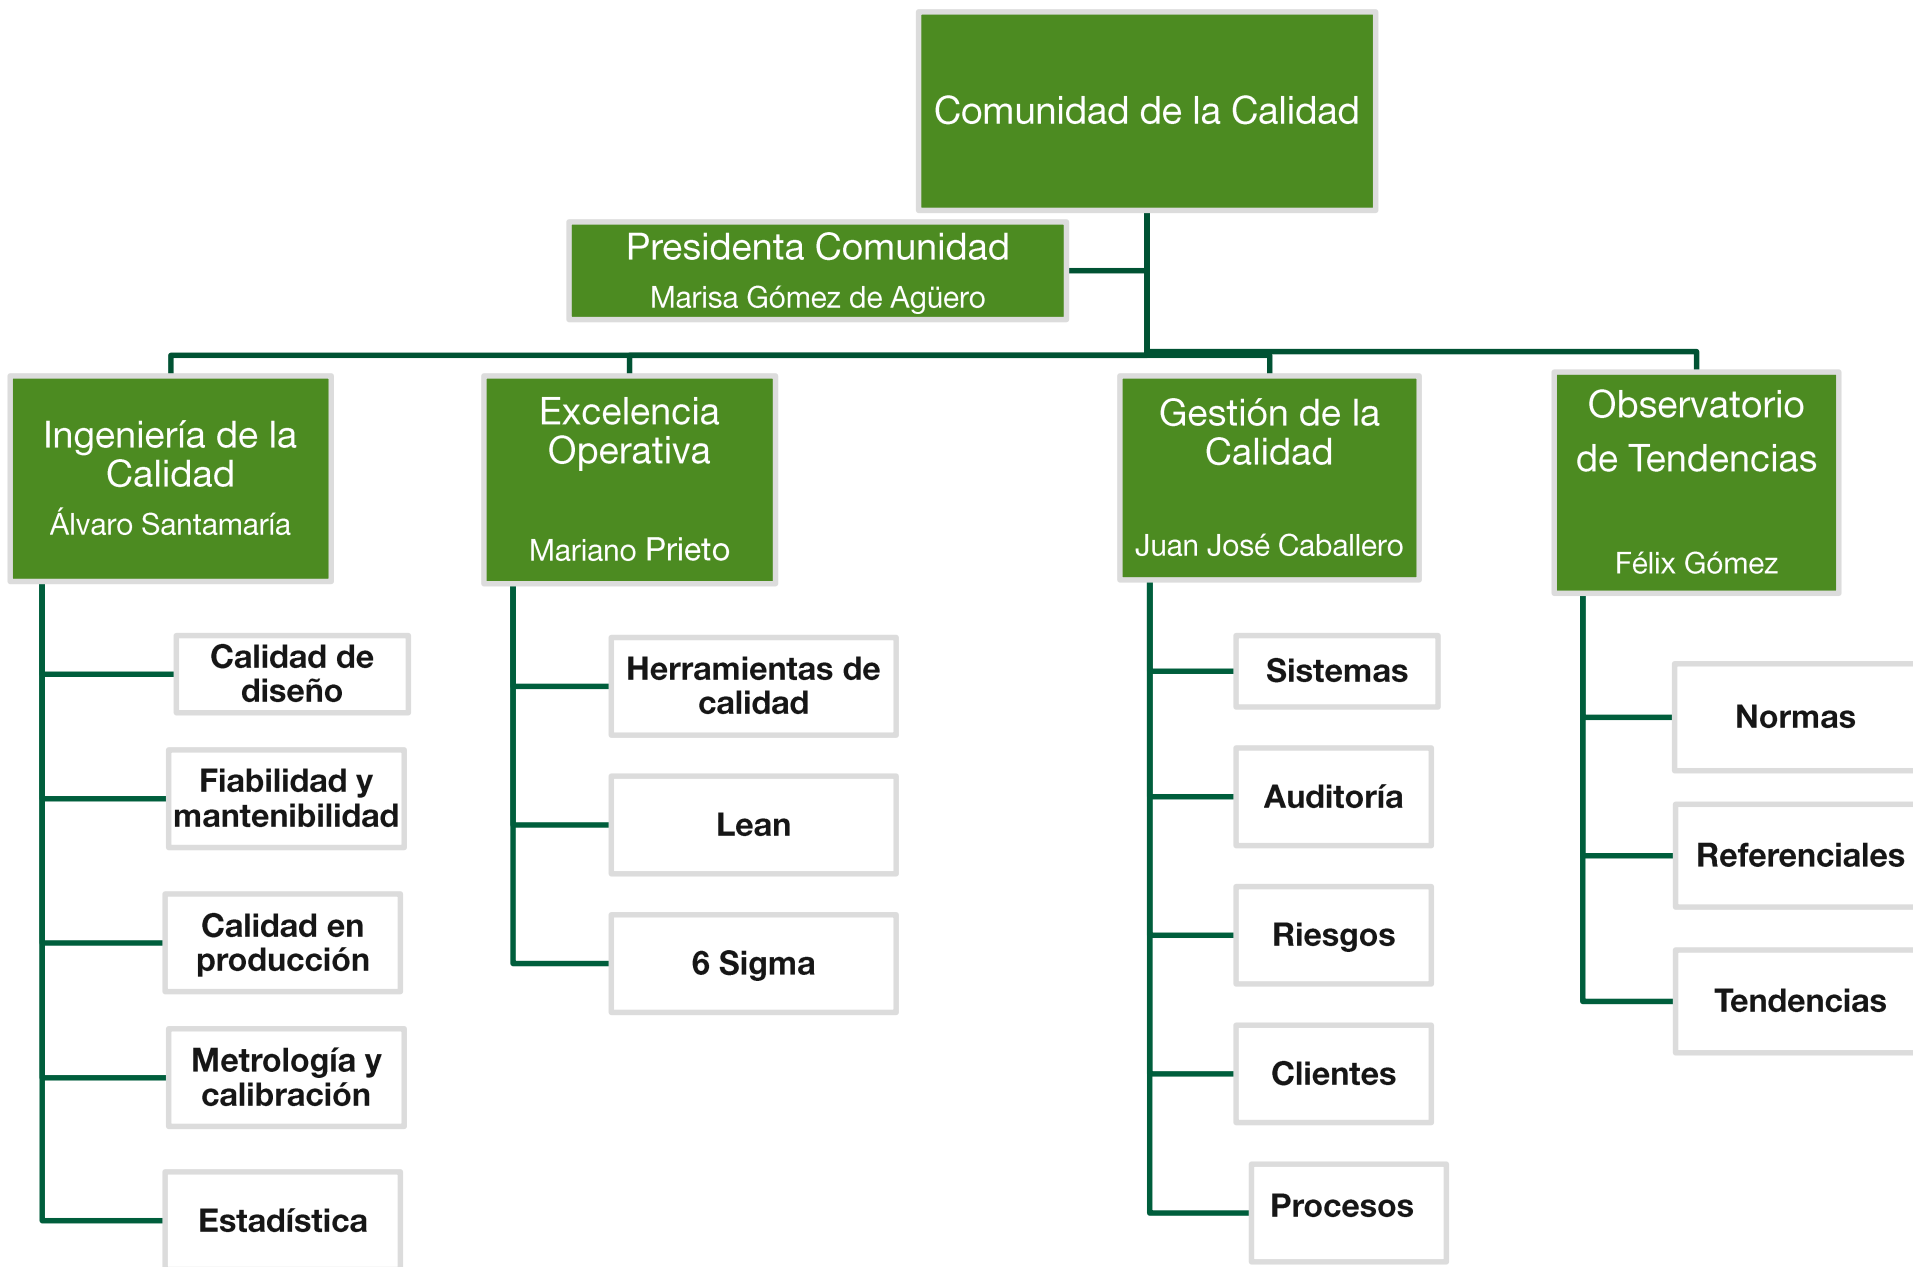 Comunidad de la Calidad
Presidenta Comunidad
Marisa Gómez de Agüero
Ingeniería de la
Calidad
Álvaro Santamaría
Calidad de
diseño
Fiabilidad y
mantenibilidad
Calidad en
producción
Metrología y
calibración
Estadística
Excelencia
Operativa
Mariano Prieto
Herramientas de
calidad
Lean
6 Sigma
Gestión de la
Calidad
Juan José Caballero
Sistemas
Auditoría
Riesgos
Clientes
Procesos
Observatorio
de Tendencias
Félix Gómez
Normas
Referenciales
Tendencias